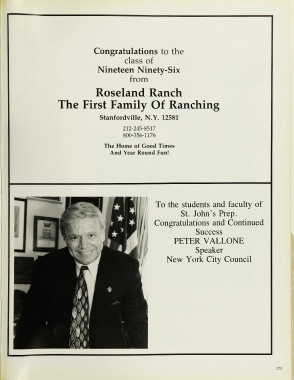 Congratulations to the
class of
Nineteen Ninety-Six
from
Roseland Ranch
The First Family Of Ranching
Stanfordville, N.Y. 12581
212-245-8517
800-356-1176
The Home of Good Times
And Year Round Fun!
To the students and faculty of
St. John's Prep.
Congratulations and Continued
Success
PETER VALLONE
Speaker
New York City Council